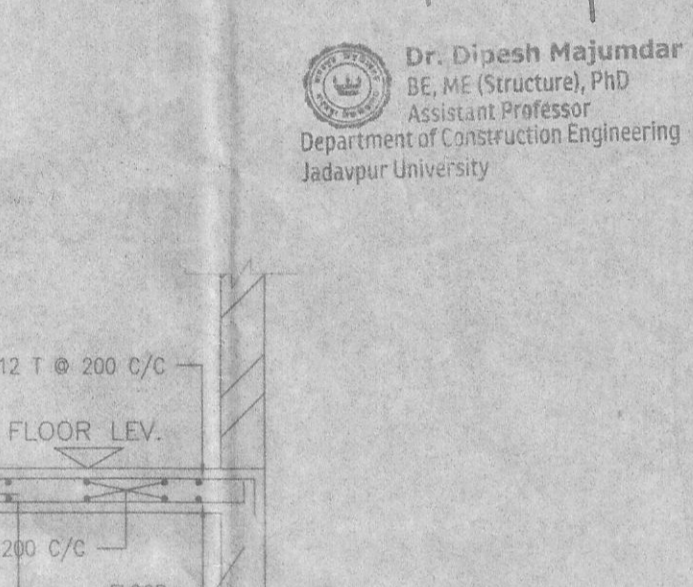 Dr. Dipesh Majumdar
BE, ME (Structure), PhD
Assistant Professor
Department of Construction Engineering
Jadavpur University
12 T @ 200 C/C
FLOOR LEV.
200 C/C